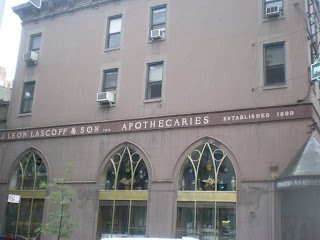 J. LEON LASCOFF & SON INC. APOTHECARIES ESTABLISHED 1899